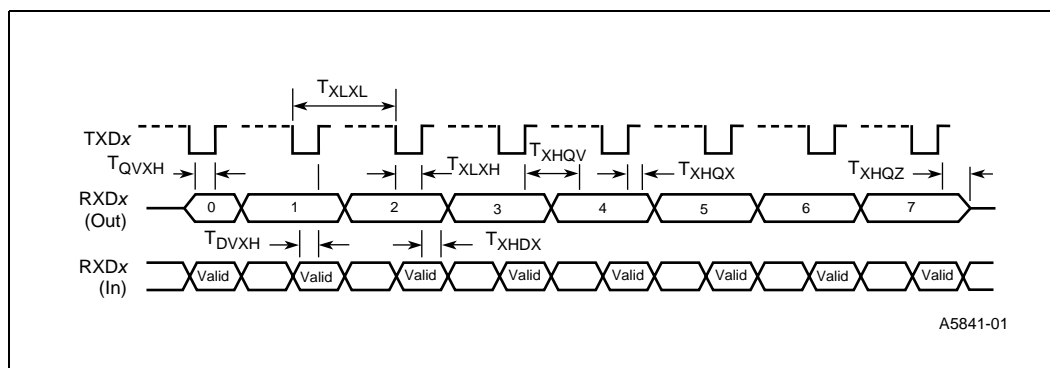 TXLXL
TXDx
TQVXH
TXLXH
TXHQV
TXHQX
TXHQZ
RXDx
(Out)
0 1 2 3 4 5 6 7
TDVXH
TXHDX
RXDx
(In)
Valid Valid Valid Valid Valid Valid Valid Valid
A5841-01